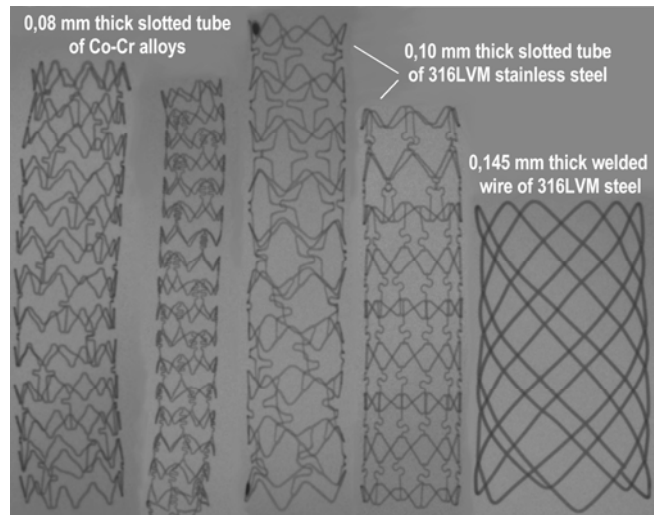 0,08 mm thick slotted tube
of Co-Cr alloys
0,10 mm thick slotted tube
of 316LVM stainless steel
0,145 mm thick welded
wire of 316LVM steel